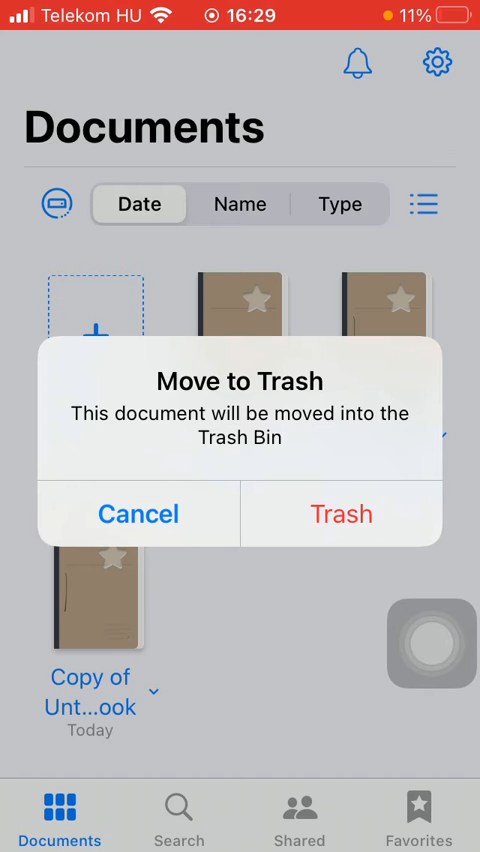 Telekom HU 16:29 11%
Documents
Date Name Type
Move to Trash
This document will be moved into the
Trash Bin
Cancel Trash
Copy of
Unt...ook
Today
Documents Search Shared Favorites